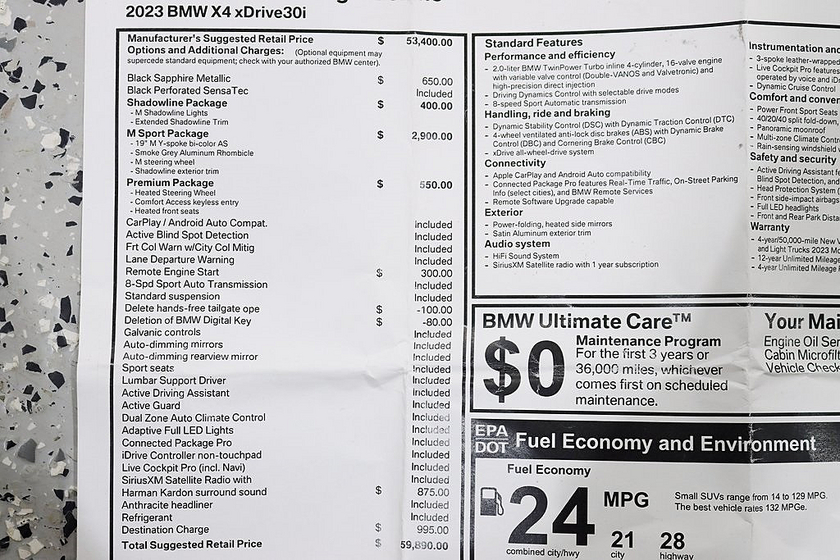 2023 BMW X4 xDrive30i
Manufacturer's Suggested Retail Price $ 53,400.00
Options and Additional Charges: (Optional equipment may
supercede standard equipment; check with your authorized BMW center).
Black Sapphire Metallic $ 650.00
Black Perforated SensaTec Included
Shadowline Package $ 400.00
- M Shadowline Lights
- Extended Shadowline Trim
M Sport Package $ 2,900.00
- 19" M Y-spoke bi-color AS
- Smoke Grey Aluminum Rhombicle
- M steering wheel
- Shadowline exterior trim
Premium Package $ 550.00
- Heated Steering Wheel
- Comfort Access keyless entry
- Heated front seats
CarPlay / Android Auto Compat. Included
Active Blind Spot Detection Included
Frt Col Warn w/City Col Mitig Included
Lane Departure Warning Included
Remote Engine Start $ 300.00
8-Spd Sport Auto Transmission Included
Standard suspension Included
Delete hands-free tailgate ope $ -100.00
Deletion of BMW Digital Key $ -80.00
Galvanic controls Included
Auto-dimming mirrors Included
Auto-dimming rearview mirror Included
Sport seats Included
Lumbar Support Driver Included
Active Driving Assistant Included
Active Guard Included
Dual Zone Auto Climate Control Included
Adaptive Full LED Lights Included
Connected Package Pro Included
iDrive Controller non-touchpad Included
Live Cockpit Pro (incl. Navi) Included
SiriusXM Satellite Radio with Included
Harman Kardon surround sound $ 875.00
Anthracite headliner Included
Refrigerant Included
Destination Charge $ 995.00
Total Suggested Retail Price $ 59,890.00
Standard Features
Performance and efficiency
- 2.0-liter BMW TwinPower Turbo inline 4-cylinder, 16-valve engine
with variable valve control (Double-VANOS and Valvetronic) and
high-precision direct injection
- Driving Dynamics Control with selectable drive modes
- 8-speed Sport Automatic transmission
Handling, ride and braking
- Dynamic Stability Control (DSC) with Dynamic Traction Control (DTC)
- 4-wheel ventilated anti-lock disc brakes (ABS) with Dynamic Brake
Control (DBC) and Cornering Brake Control (CBC)
- xDrive all-wheel-drive system
Connectivity
- Apple CarPlay and Android Auto compatibility
- Connected Package Pro features Real-Time Traffic, On-Street Parking
Info (select cities), and BMW Remote Services
- Remote Software Upgrade capable
Exterior
- Power-folding, heated side mirrors
- Satin Aluminum exterior trim
Audio system
- HiFi Sound System
- SiriusXM Satellite radio with 1 year subscription
Instrumentation and
- 3-spoke leather-wrapped
- Live Cockpit Pro features
operated by voice and iD
- Dynamic Cruise Control
Comfort and conve
- Power Front Sport Seats
- 40/20/40 split fold-down,
- Panoramic moonroof
- Multi-zone Climate Contro
- Rain-sensing windshield
Safety and security
- Active Driving Assistant fe
Blind Spot Detection, and
- Head Protection System (
- Front side-impact airbags
- Full LED headlights
- Front and Rear Park Dista
Warranty
- 4-year/50,000-mile New V
and Light Trucks 2023 Mo
- 12-year Unlimited Mileage
- 4-year Unlimited Mileage
BMW Ultimate Care™
$0
Maintenance Program
For the first 3 years or
36,000 miles, whichever
comes first on scheduled
maintenance.
Your Mai
Engine Oil Ser
Cabin Microfilt
Vehicle Check
EPA
DOT
Fuel Economy and Environment
Fuel Economy
24 MPG
combined city/hwy
21
city
28
highway
Small SUVs range from 14 to 129 MPG.
The best vehicle rates 132 MPGe.